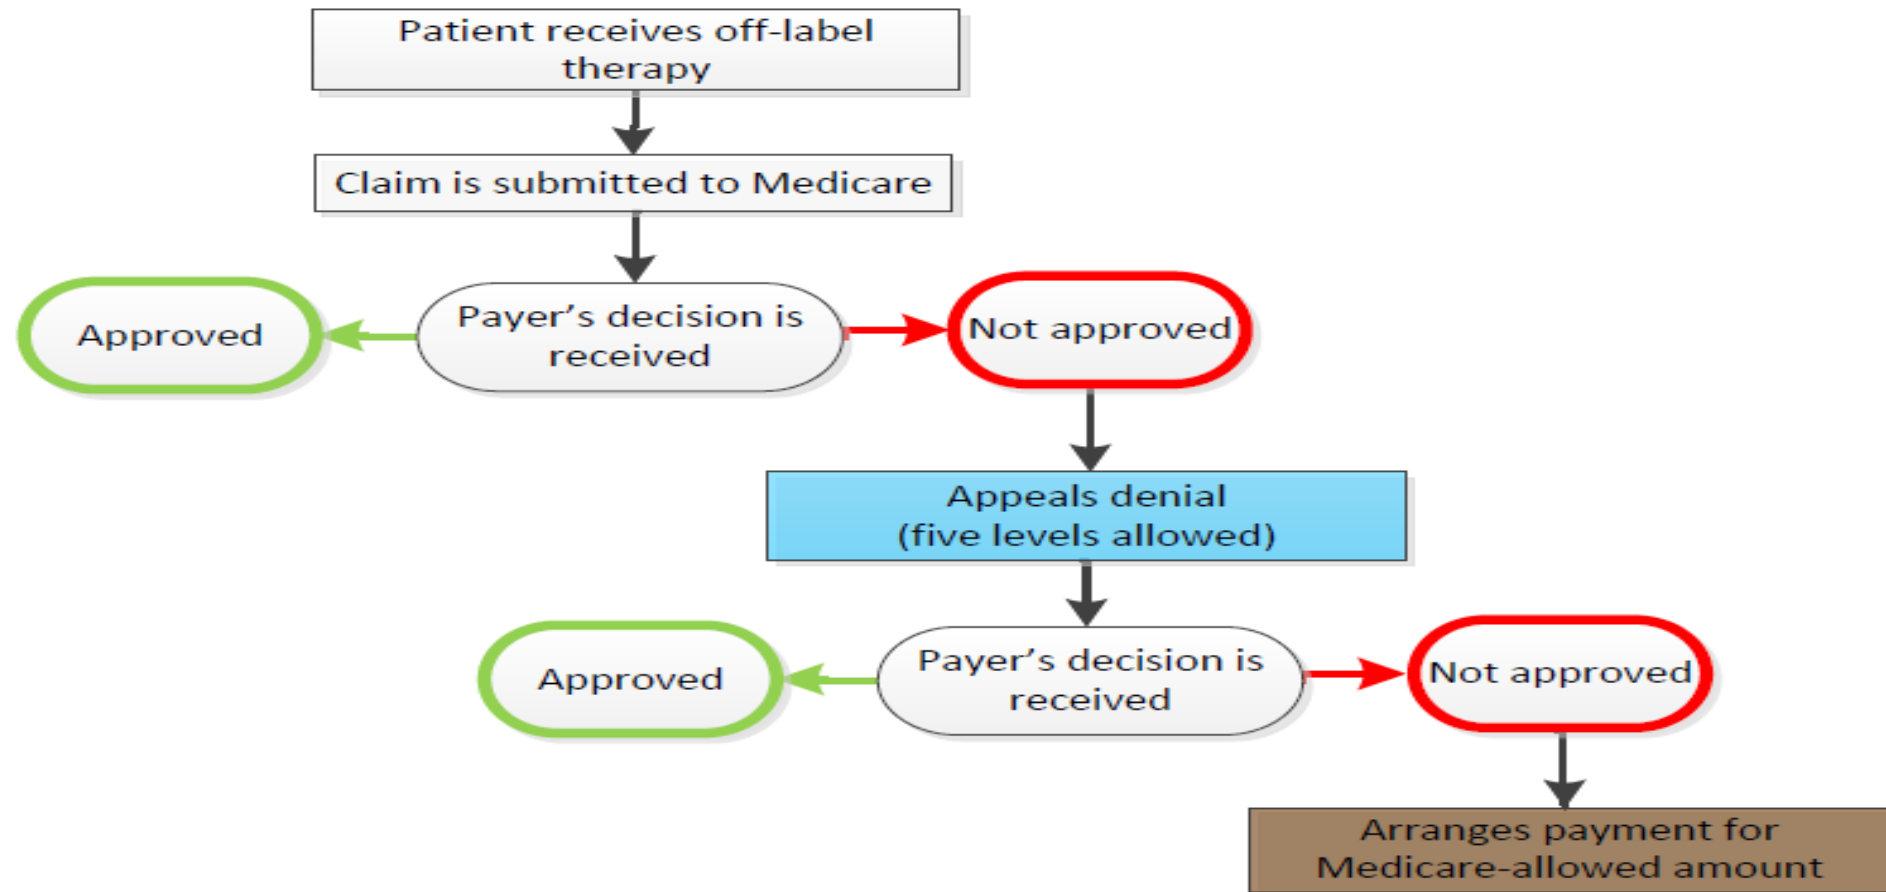 Patient receives off-label
therapy
Claim is submitted to Medicare
Approved
Payer’s decision is
received
Not approved
Appeals denial
(five levels allowed)
Approved
Payer’s decision is
received
Not approved
Arranges payment for
Medicare-allowed amount